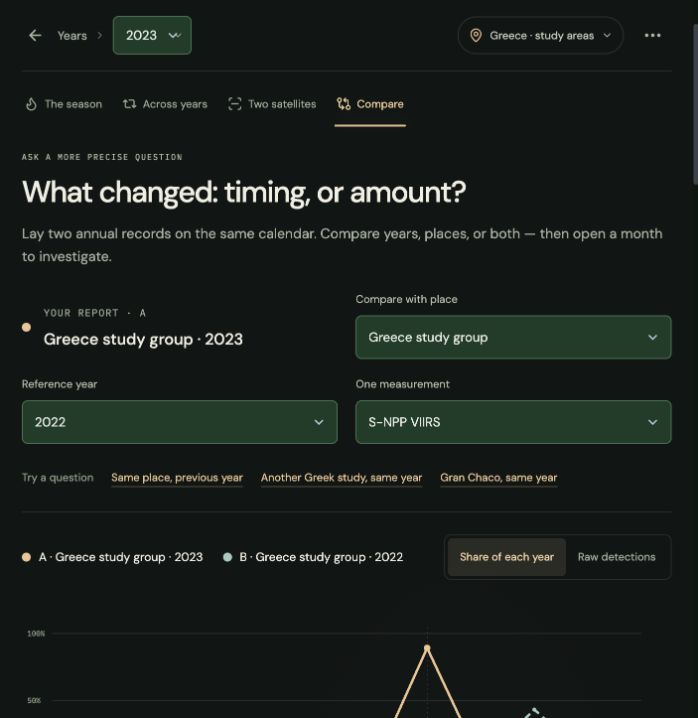 Years
2023
Greece · study areas
The season
Across years
Two satellites
Compare
ASK A MORE PRECISE QUESTION
What changed: timing, or amount?
Lay two annual records on the same calendar. Compare years, places, or both — then open a month
to investigate.
YOUR REPORT · A
Greece study group · 2023
Compare with place
Greece study group
Reference year
2022
One measurement
S-NPP VIIRS
Try a question
Same place, previous year
Another Greek study, same year
Gran Chaco, same year
A · Greece study group · 2023
B · Greece study group · 2022
Share of each year
Raw detections
100%
50%